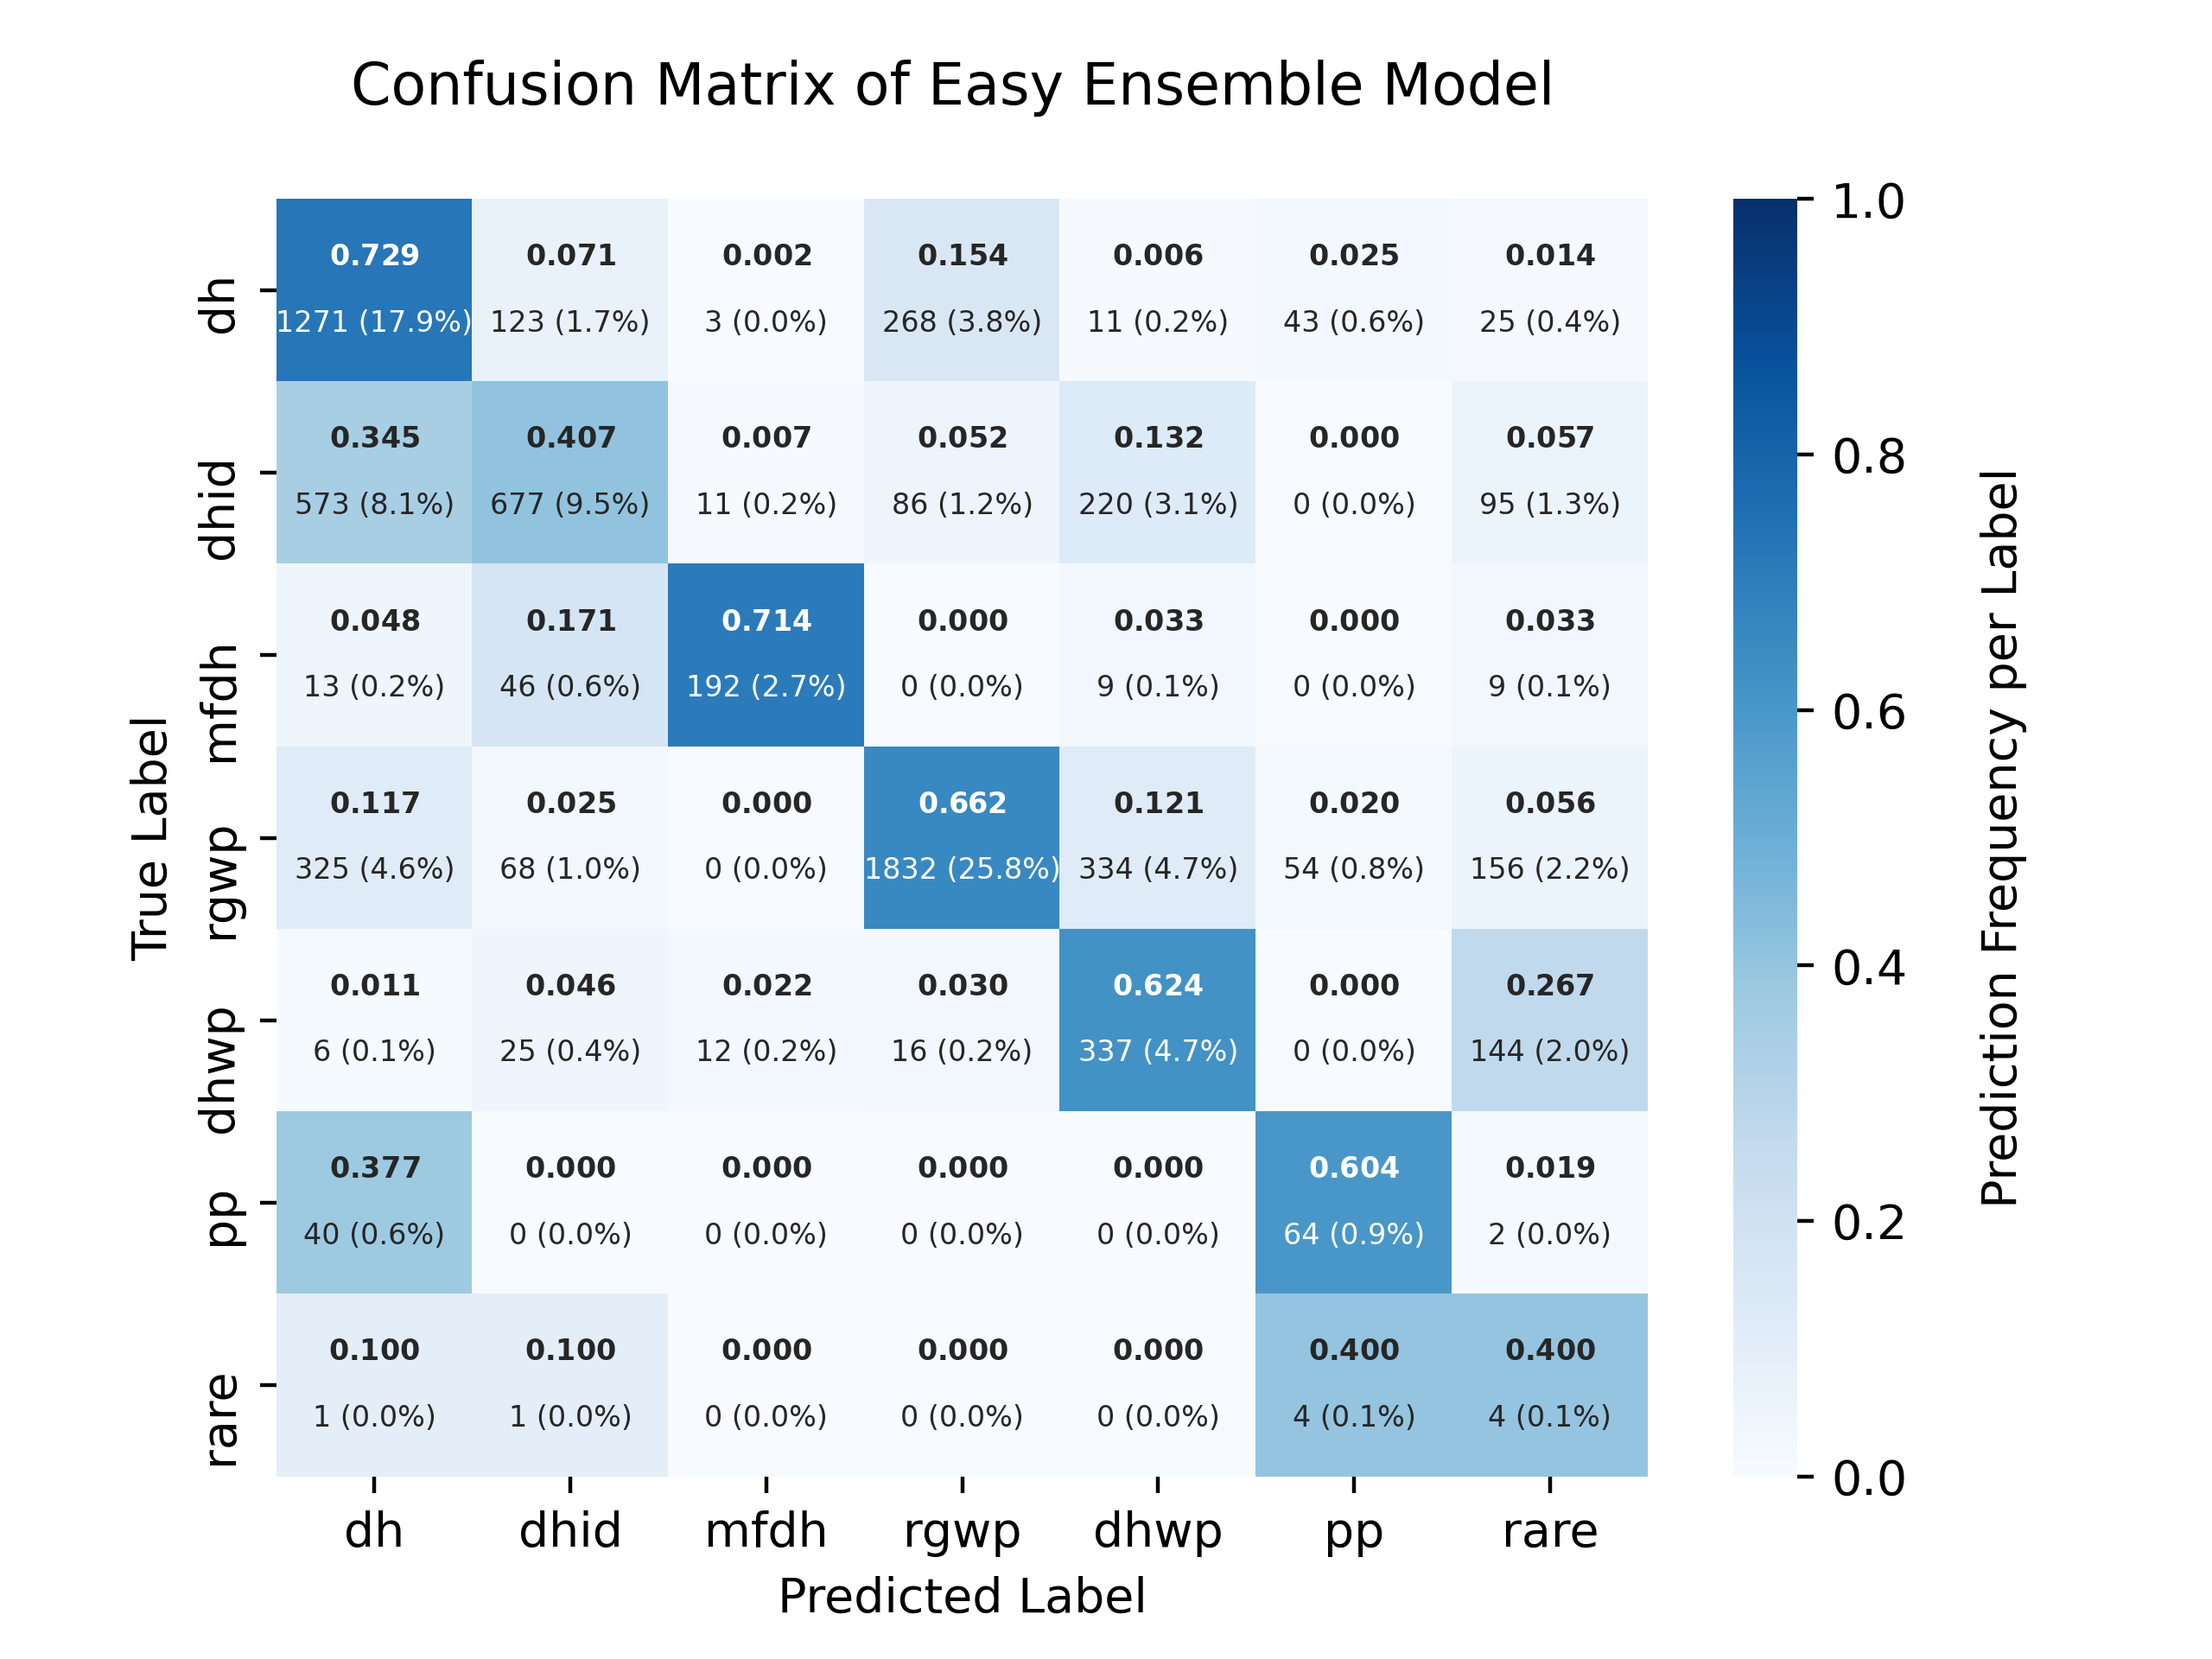 Confusion Matrix of Easy Ensemble Model
True Label
dh
0.729 0.071 0.002 0.154 0.006 0.025 0.014
1271 (17.9%) 123 (1.7%) 3 (0.0%) 268 (3.8%) 11 (0.2%) 43 (0.6%) 25 (0.4%)
dhid
0.345 0.407 0.007 0.052 0.132 0.000 0.057
573 (8.1%) 677 (9.5%) 11 (0.2%) 86 (1.2%) 220 (3.1%) 0 (0.0%) 95 (1.3%)
mfdh
0.048 0.171 0.714 0.000 0.033 0.000 0.033
13 (0.2%) 46 (0.6%) 192 (2.7%) 0 (0.0%) 9 (0.1%) 0 (0.0%) 9 (0.1%)
rgwp
0.117 0.025 0.000 0.662 0.121 0.020 0.056
325 (4.6%) 68 (1.0%) 0 (0.0%) 1832 (25.8%) 334 (4.7%) 54 (0.8%) 156 (2.2%)
dhwp
0.011 0.046 0.022 0.030 0.624 0.000 0.267
6 (0.1%) 25 (0.4%) 12 (0.2%) 16 (0.2%) 337 (4.7%) 0 (0.0%) 144 (2.0%)
pp
0.377 0.000 0.000 0.000 0.000 0.604 0.019
40 (0.6%) 0 (0.0%) 0 (0.0%) 0 (0.0%) 0 (0.0%) 64 (0.9%) 2 (0.0%)
rare
0.100 0.100 0.000 0.000 0.000 0.400 0.400
1 (0.0%) 1 (0.0%) 0 (0.0%) 0 (0.0%) 0 (0.0%) 4 (0.1%) 4 (0.1%)
dh dhid mfdh rgwp dhwp pp rare
Predicted Label
1.0
0.8
0.6
0.4
0.2
0.0
Prediction Frequency per Label